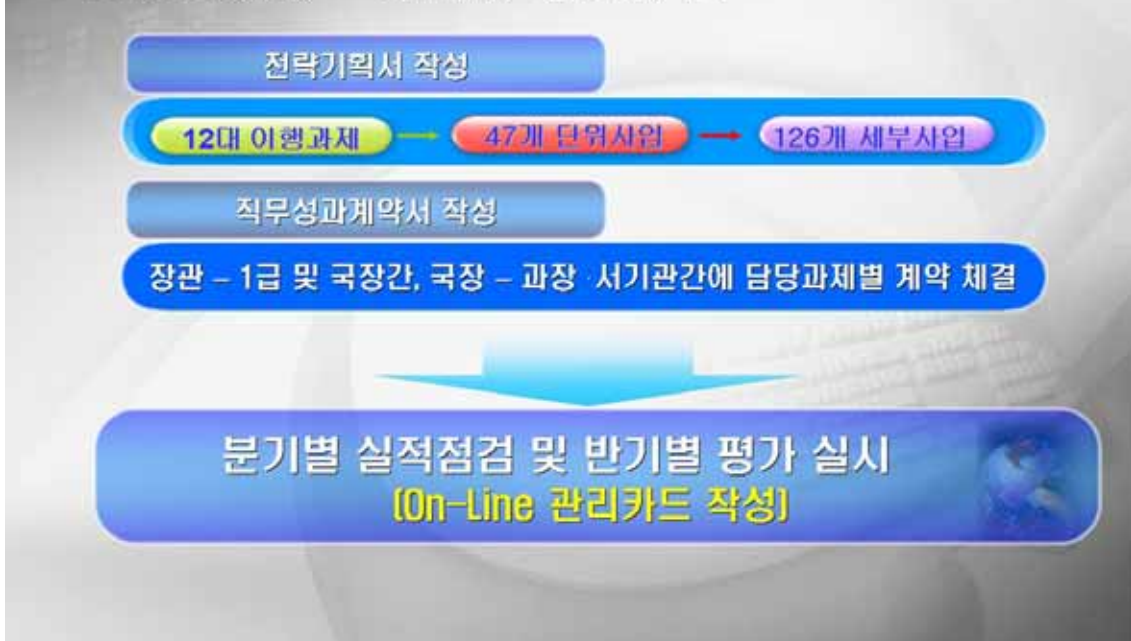 전략기획서 작성
12대 이행과제 → 47개 단위사업 → 126개 세부사업
직무성과계약서 작성
장관 – 1급 및 국장간, 국장 – 과장·서기관간에 담당과제별 계약 체결
분기별 실적점검 및 반기별 평가 실시
(On-Line 관리카드 작성)